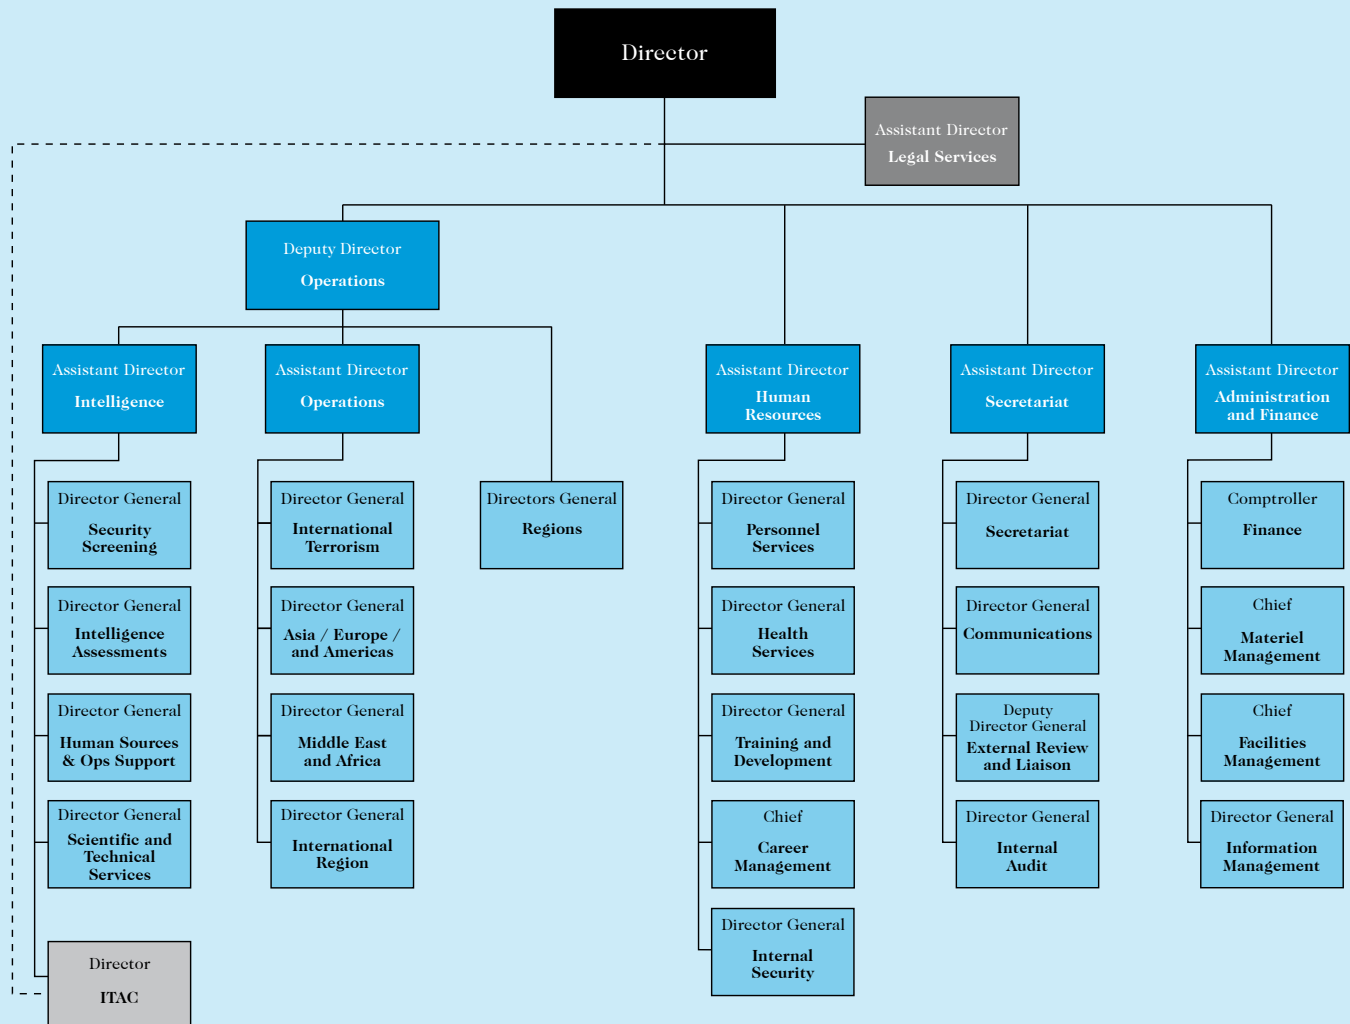 Director
Assistant Director
Legal Services
Deputy Director
Operations
Assistant Director
Intelligence
Assistant Director
Operations
Assistant Director
Human
Resources
Assistant Director
Secretariat
Assistant Director
Administration
and Finance
Director General
Security
Screening
Director General
Intelligence
Assessments
Director General
Human Sources
& Ops Support
Director General
Scientific and
Technical
Services
Director
ITAC
Director General
International
Terrorism
Director General
Asia / Europe /
and Americas
Director General
Middle East
and Africa
Director General
International
Region
Directors General
Regions
Director General
Personnel
Services
Director General
Health
Services
Director General
Training and
Development
Chief
Career
Management
Director General
Internal
Security
Director General
Secretariat
Director General
Communications
Deputy
Director General
External Review
and Liaison
Director General
Internal
Audit
Comptroller
Finance
Chief
Materiel
Management
Chief
Facilities
Management
Director General
Information
Management